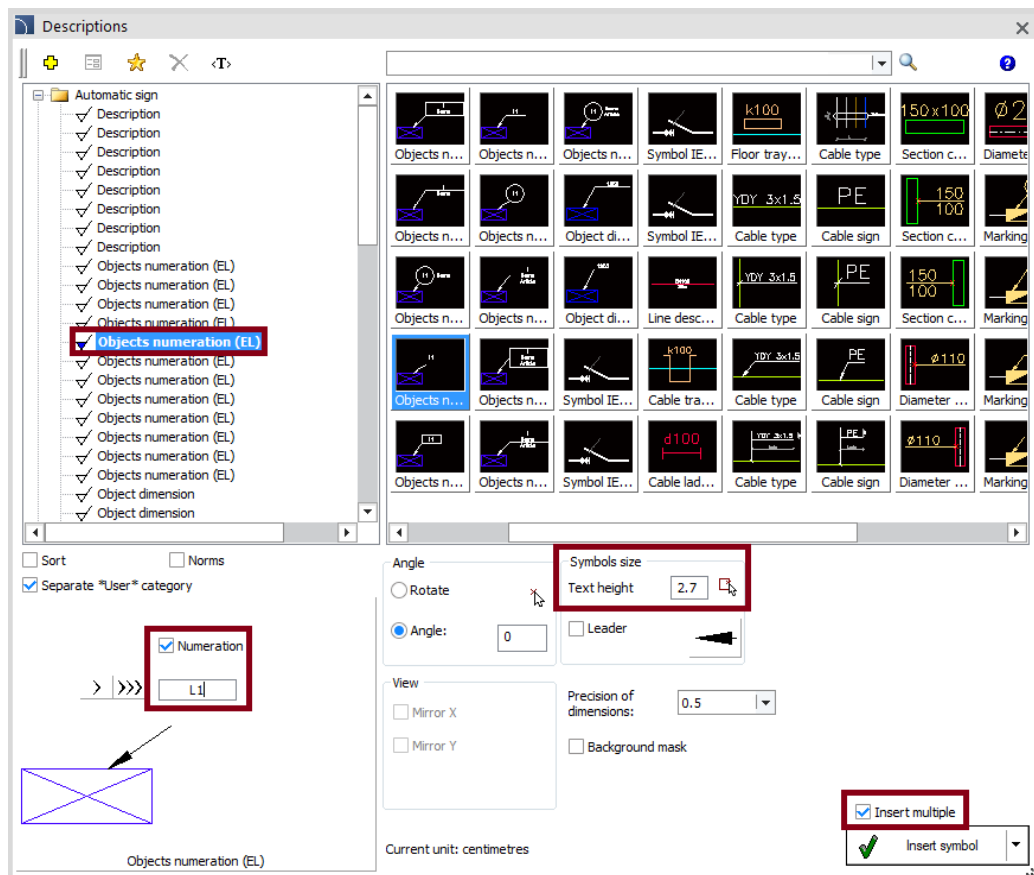 Descriptions
<T>
Automatic sign
Description
Description
Description
Description
Description
Description
Description
Description
Objects numeration (EL)
Objects numeration (EL)
Objects numeration (EL)
Objects numeration (EL)
Objects numeration (EL)
Objects numeration (EL)
Objects numeration (EL)
Objects numeration (EL)
Objects numeration (EL)
Objects numeration (EL)
Objects numeration (EL)
Objects numeration (EL)
Object dimension
Object dimension
k100 150x100 Ø2
Objects n... Objects n... Objects n... Symbol IE... Floor tray... Cable type Section c... Diamete
YDY 3x1.5 PE 150 100
Objects n... Objects n... Object di... Symbol IE... Cable type Cable sign Section c... Marking
YDY 3x1.5 PE 150 100
Objects n... Objects n... Object di... Line desc... Cable type Cable sign Section c... Marking
k100 YDY 3x1.5 PE ø110
Objects n... Objects n... Symbol IE... Cable tra... Cable type Cable sign Diameter ... Marking
d100 YDY 3x1.5 PE ø110
Objects n... Objects n... Symbol IE... Cable lad... Cable type Cable sign Diameter ... Marking
Sort Norms
Separate *User* category
Numeration
L1
Objects numeration (EL)
Angle
Rotate
Angle: 0
Symbols size
Text height 2.7
Leader
View
Mirror X
Mirror Y
Precision of
dimensions: 0.5
Background mask
Current unit: centimetres
Insert multiple
Insert symbol